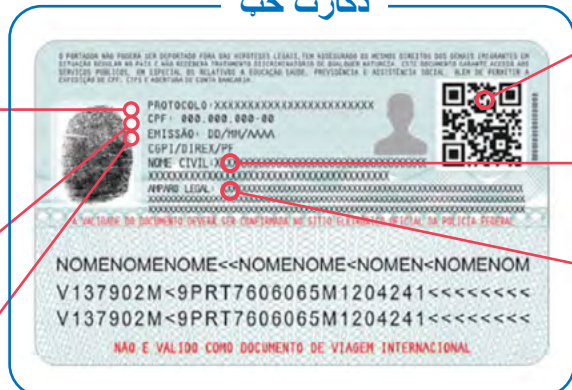 دکارت حب
O PORTADOR NÃO PODERÁ SER DEPORTADO FORA DAS HIPÓTESES LEGAIS, TEM ASSEGURADO OS MESMOS DIREITOS DOS DEMAIS IMIGRANTES EM
SITUAÇÃO REGULAR NO PAÍS E NÃO RECEBERÁ TRATAMENTO DISCRIMINATÓRIO DE QUALQUER NATUREZA. ESTE DOCUMENTO GARANTE ACESSO AOS
SERVIÇOS PÚBLICOS, EM ESPECIAL OS RELATIVOS A EDUCAÇÃO SAÚDE, PREVIDÊNCIA E ASSISTÊNCIA SOCIAL, ALÉM DE PERMITIR A
EXPEDIÇÃO DE CPF, CTPS E ABERTURA DE CONTA BANCÁRIA.
PROTOCOLO:XXXXXXXXXXXXXXXXXXXXXXXX
CPF: 000.000.000-00
EMISSÃO: DD/MM/AAAA
CGPI/DIREX/PF
NOME CIVIL:
AMPARO LEGAL:
A VALIDADE DO DOCUMENTO DEVERÁ SER CONFIRMADA NO SÍTIO ELETRÔNICO OFICIAL DA POLÍCIA FEDERAL
NOMENOMENOME<<NOMENOME<NOMEN<NOMENOM
V137902M<9PRT7606065M1204241<<<<<<<<
V137902M<9PRT7606065M1204241<<<<<<<<
NÃO É VÁLIDO COMO DOCUMENTO DE VIAGEM INTERNACIONAL